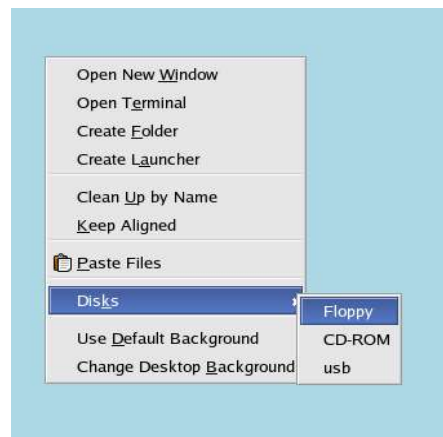 Open New Window
Open Terminal
Create Folder
Create Launcher
Clean Up by Name
Keep Aligned
Paste Files
Disks
Floppy
Use Default Background
CD-ROM
Change Desktop Background
usb